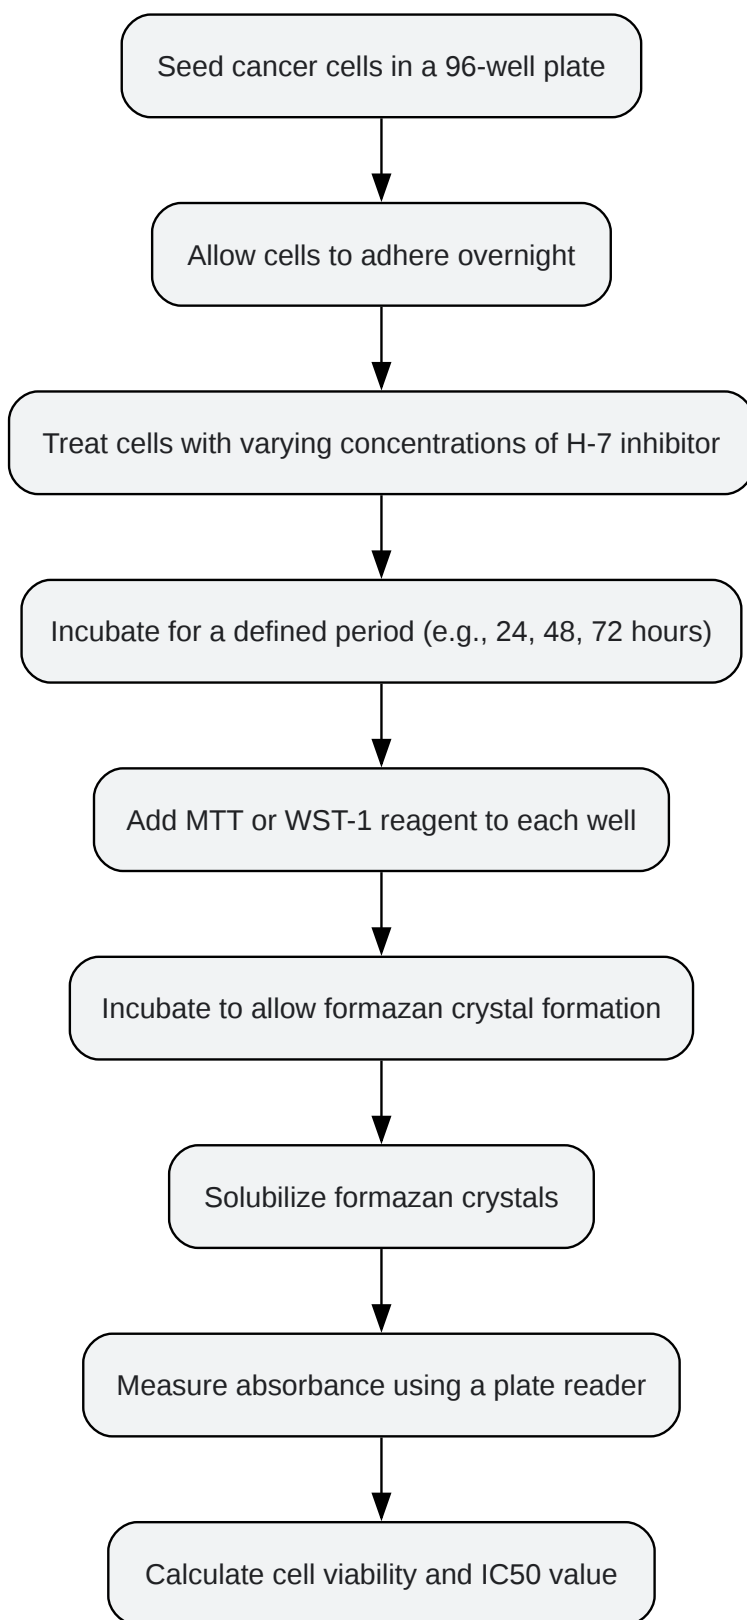 Seed cancer cells in a 96-well plate
Allow cells to adhere overnight
Treat cells with varying concentrations of H-7 inhibitor
Incubate for a defined period (e.g., 24, 48, 72 hours)
Add MTT or WST-1 reagent to each well
Incubate to allow formazan crystal formation
Solubilize formazan crystals
Measure absorbance using a plate reader
Calculate cell viability and IC50 value